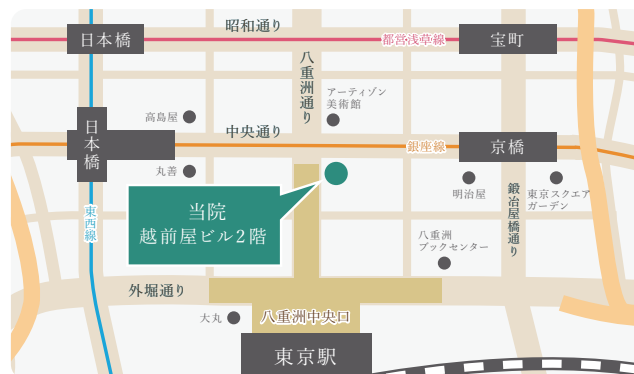 昭和通り
日本橋
都営浅草線
宝町
八重洲通り
アーティゾン
美術館
高島屋
日本橋
中央通り
銀座線
京橋
丸善
明治屋
東京スクエア
ガーデン
鍛冶屋橋通り
当院
越前屋ビル2階
東西線
八重洲
ブックセンター
外堀通り
大丸
八重洲中央口
東京駅